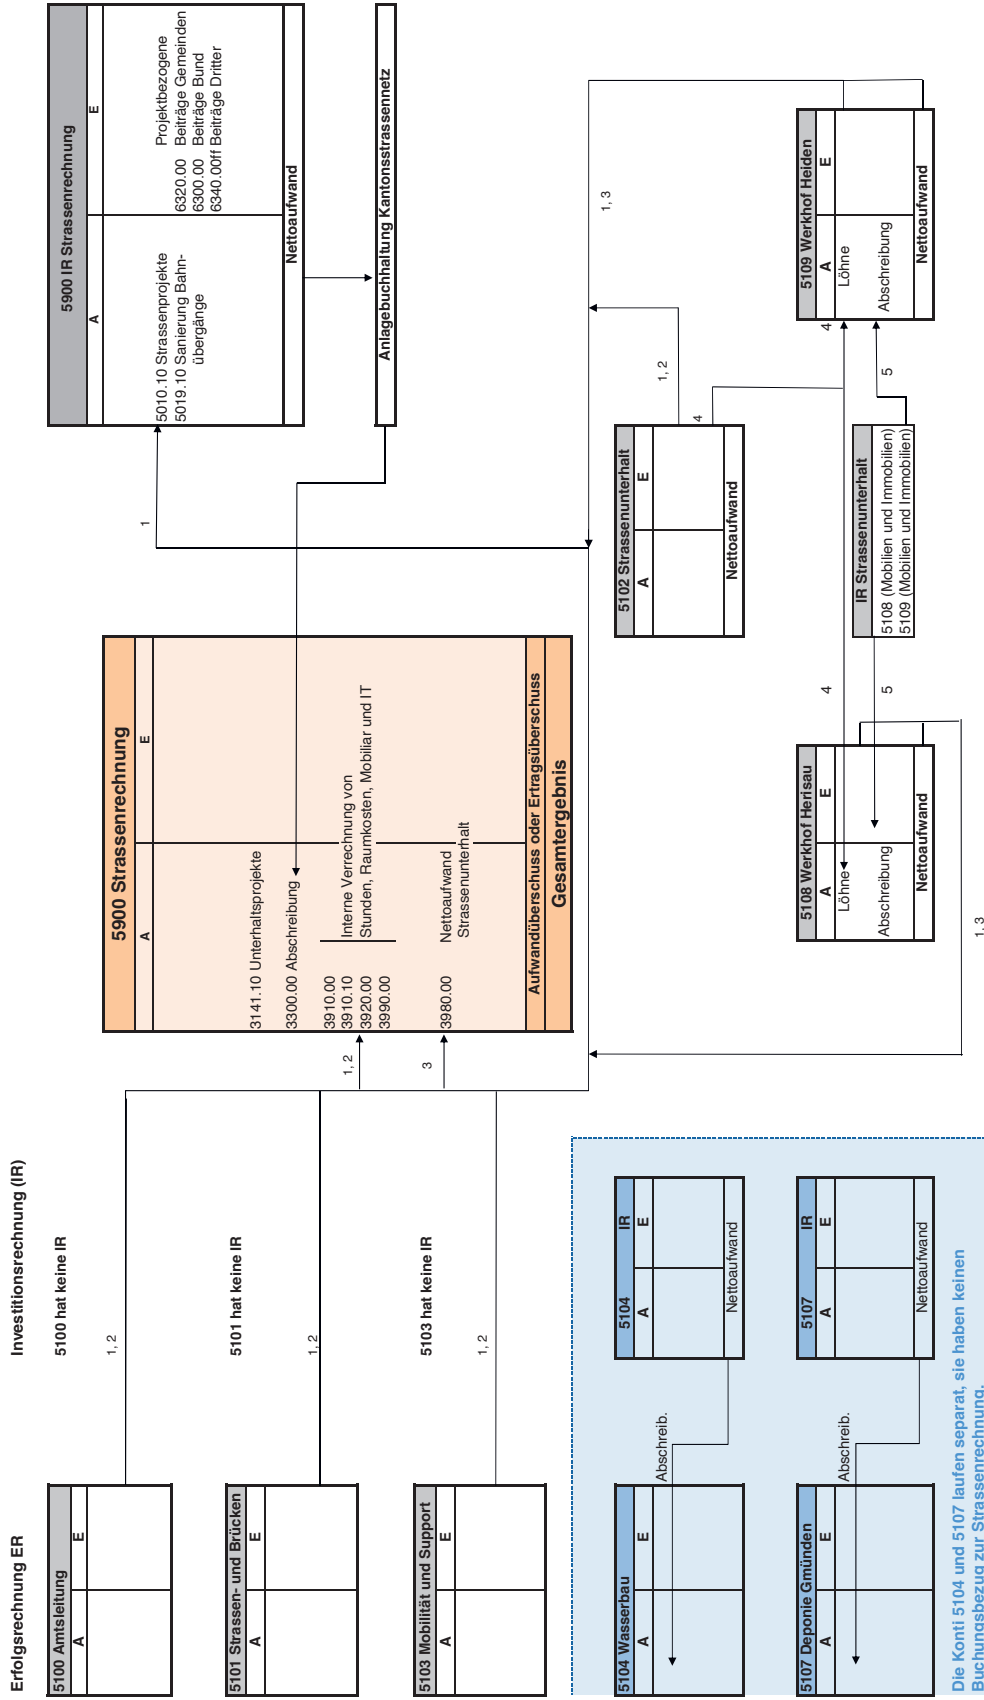 Erfolgsrechnung ER
Investitionsrechnung (IR)
5100 Amtsleitung
A
E
5100 hat keine IR
1, 2
5101 Strassen- und Brücken
A
E
5101 hat keine IR
1, 2
5103 Mobilität und Support
A
E
5103 hat keine IR
1, 2
5104 Wasserbau
A
E
Abschreib.
5104 IR
A
E
Nettoaufwand
5107 Deponie Gmünden
A
E
Abschreib.
5107 IR
A
E
Nettoaufwand
Die Konti 5104 und 5107 laufen separat, sie haben keinen
Buchungsbezug zur Strassenrechnung.
5900 Strassenrechnung
A
E
3141.10 Unterhaltsprojekte
3300.00 Abschreibung
3910.00
3910.10 Interne Verrechnung von
3920.00 Stunden, Raumkosten, Mobiliar und IT
3990.00
3980.00 Nettoaufwand
Strassenunterhalt
Aufwandüberschuss oder Ertragsüberschuss
Gesamtergebnis
1, 2
3
1
5900 IR Strassenrechnung
A
E
5010.10 Strassenprojekte
5019.10 Sanierung Bahn-
übergänge
Projektbezogene
6320.00 Beiträge Gemeinden
6300.00 Beiträge Bund
6340.00ff Beiträge Dritter
Nettoaufwand
Anlagebuchhaltung Kantonsstrassennetz
5102 Strassenunterhalt
A
E
Nettoaufwand
1, 2
4
1, 3
5108 Werkhof Herisau
A
E
Löhne
Abschreibung
Nettoaufwand
1, 3
4
5
IR Strassenunterhalt
5108 (Mobilien und Immobilien)
5109 (Mobilien und Immobilien)
4
5
5109 Werkhof Heiden
A
E
Löhne
Abschreibung
Nettoaufwand